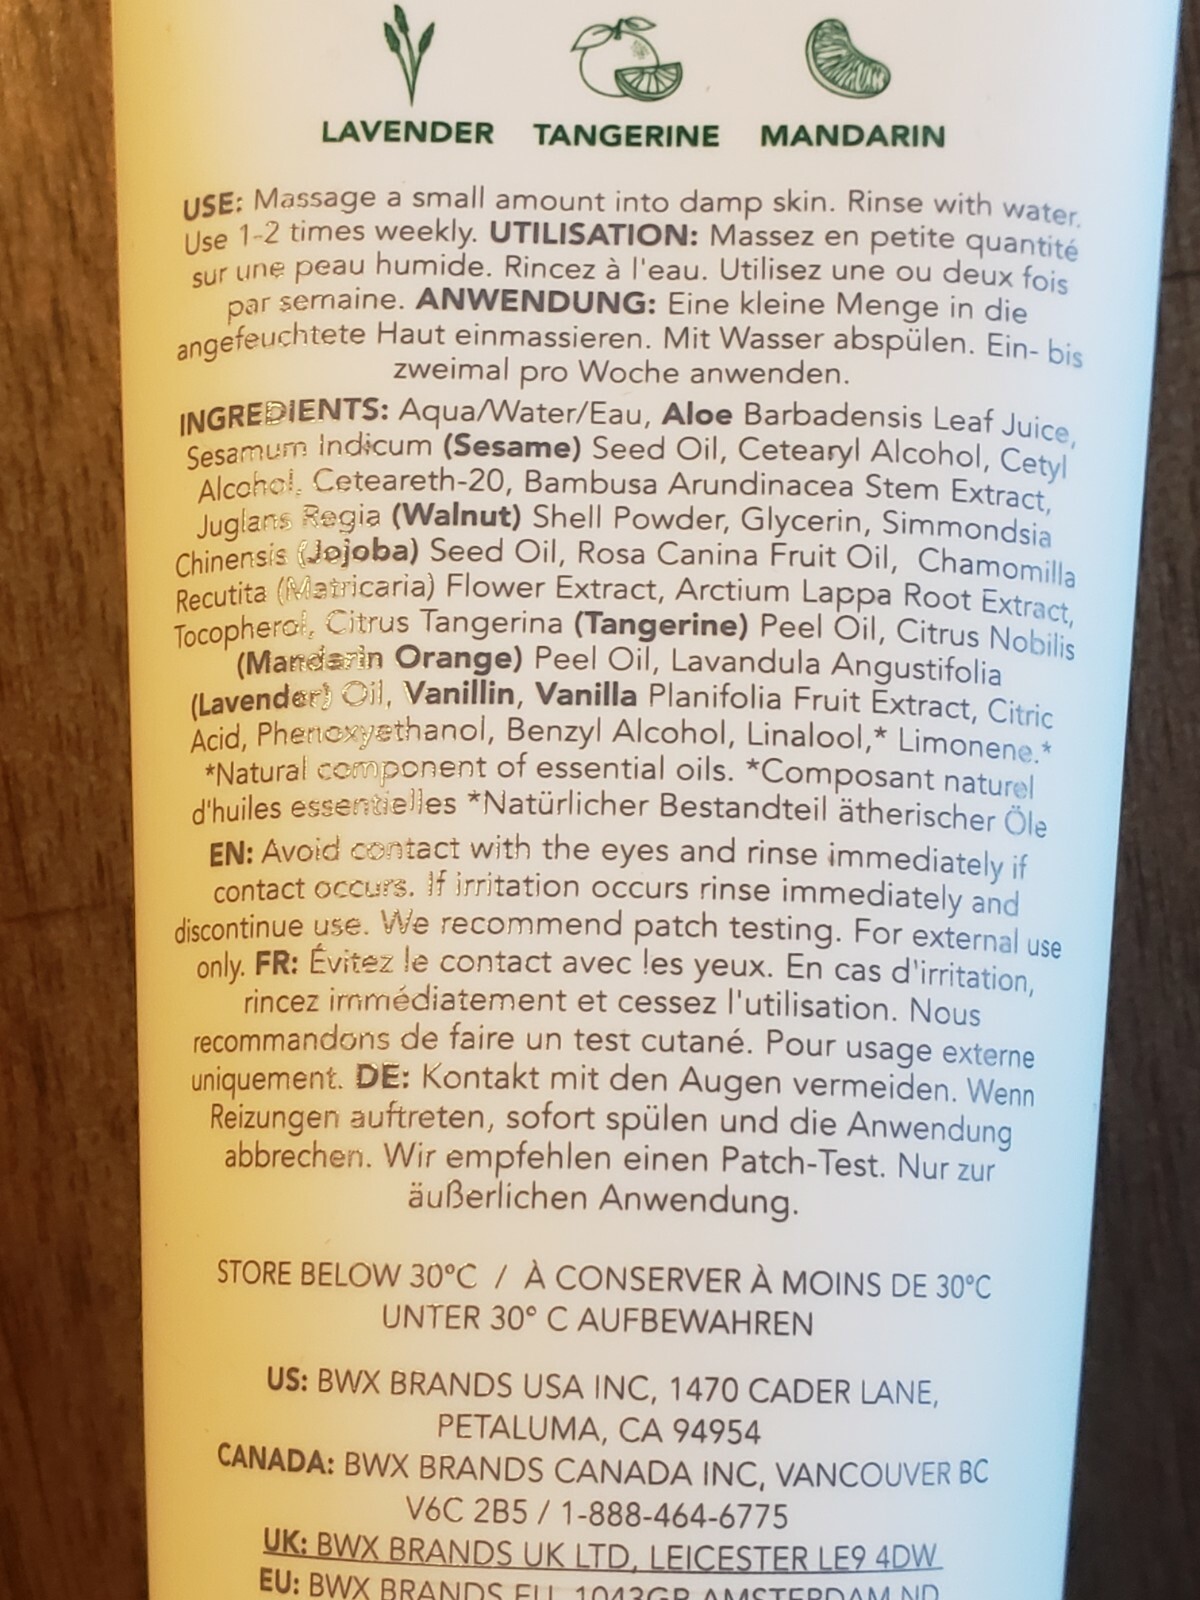 LAVENDER TANGERINE MANDARIN
USE: Massage a small amount into damp skin. Rinse with water.
Use 1-2 times weekly. UTILISATION: Massez en petite quantité
sur une peau humide. Rincez à l'eau. Utilisez une ou deux fois
par semaine. ANWENDUNG: Eine kleine Menge in die
angefeuchtete Haut einmassieren. Mit Wasser abspülen. Ein- bis
zweimal pro Woche anwenden.
INGREDIENTS: Aqua/Water/Eau, Aloe Barbadensis Leaf Juice,
Sesamum Indicum (Sesame) Seed Oil, Cetearyl Alcohol, Cetyl
Alcohol, Ceteareth-20, Bambusa Arundinacea Stem Extract,
Juglans Regia (Walnut) Shell Powder, Glycerin, Simmondsia
Chinensis (Jojoba) Seed Oil, Rosa Canina Fruit Oil, Chamomilla
Recutita (Matricaria) Flower Extract, Arctium Lappa Root Extract,
Tocopherol, Citrus Tangerina (Tangerine) Peel Oil, Citrus Nobilis
(Mandarin Orange) Peel Oil, Lavandula Angustifolia
(Lavender) Oil, Vanillin, Vanilla Planifolia Fruit Extract, Citric
Acid, Phenoxyethanol, Benzyl Alcohol, Linalool,* Limonene.*
*Natural component of essential oils. *Composant naturel
d'huiles essentielles *Natürlicher Bestandteil ätherischer Öle
EN: Avoid contact with the eyes and rinse immediately if
contact occurs. If irritation occurs rinse immediately and
discontinue use. We recommend patch testing. For external use
only. FR: Évitez le contact avec les yeux. En cas d'irritation,
rincez immédiatement et cessez l'utilisation. Nous
recommandons de faire un test cutané. Pour usage externe
uniquement. DE: Kontakt mit den Augen vermeiden. Wenn
Reizungen auftreten, sofort spülen und die Anwendung
abbrechen. Wir empfehlen einen Patch-Test. Nur zur
äußerlichen Anwendung.
STORE BELOW 30°C / À CONSERVER À MOINS DE 30°C
UNTER 30° C AUFBEWAHREN
US: BWX BRANDS USA INC, 1470 CADER LANE,
PETALUMA, CA 94954
CANADA: BWX BRANDS CANADA INC, VANCOUVER BC
V6C 2B5 / 1-888-464-6775
UK: BWX BRANDS UK LTD, LEICESTER LE9 4DW
EU: BWX BRANDS EU, 1043GR AMSTERDAM ND